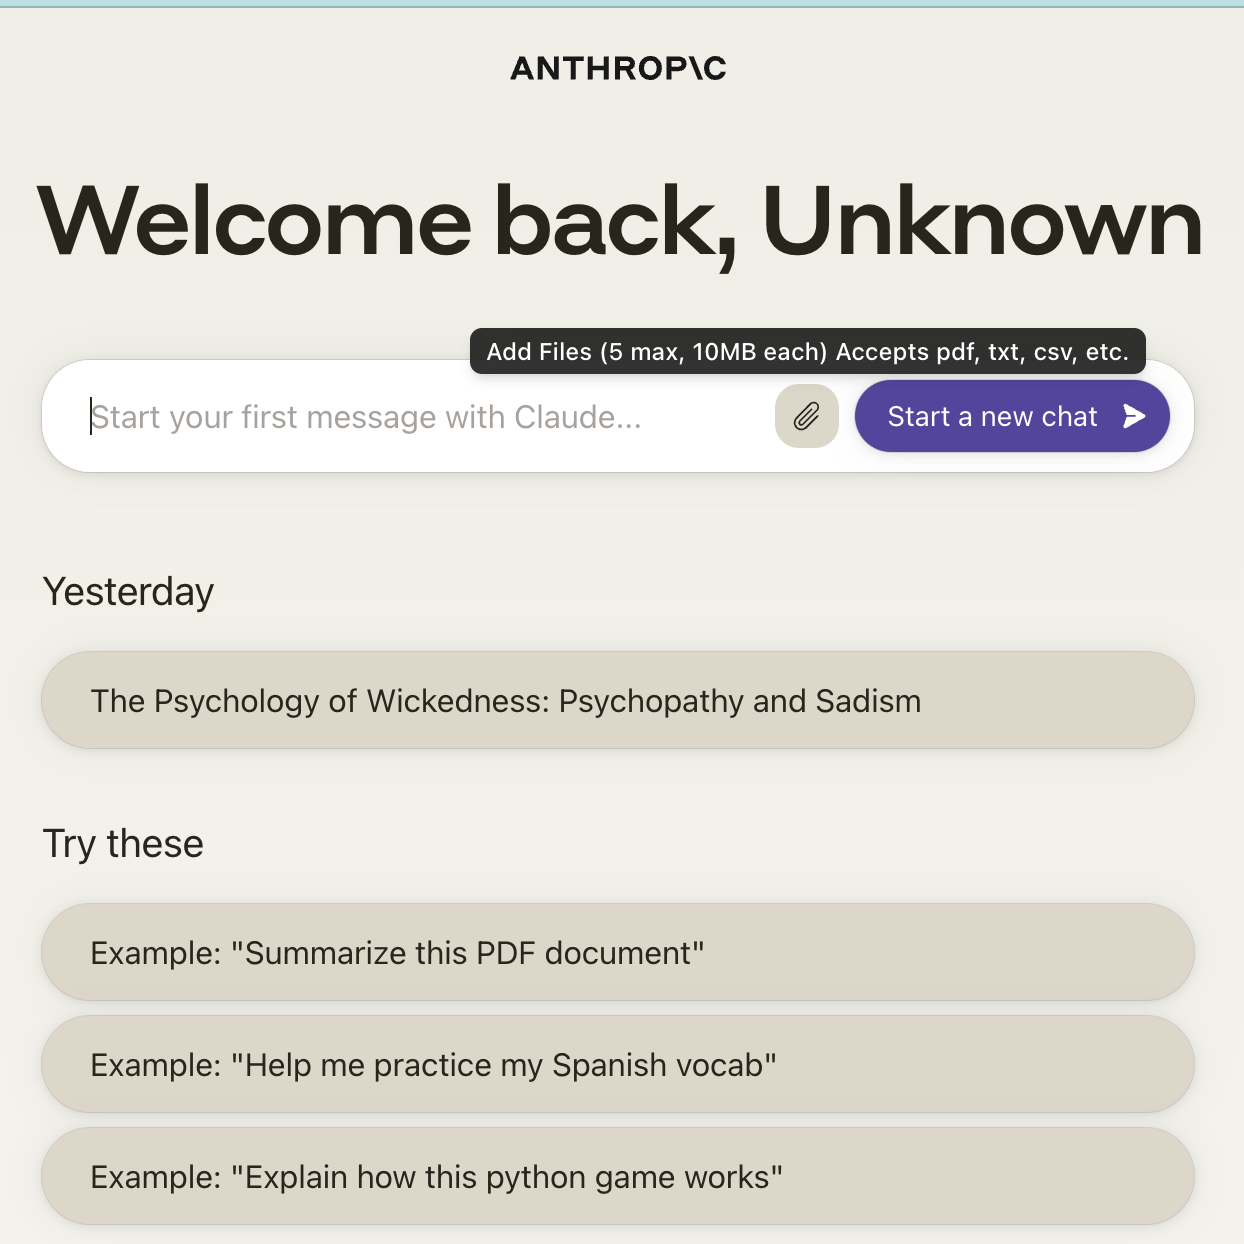 ANTHROP\C
Welcome back, Unknown
Add Files (5 max, 10MB each) Accepts pdf, txt, csv, etc.
Start your first message with Claude...
Start a new chat
Yesterday
The Psychology of Wickedness: Psychopathy and Sadism
Try these
Example: "Summarize this PDF document"
Example: "Help me practice my Spanish vocab"
Example: "Explain how this python game works"